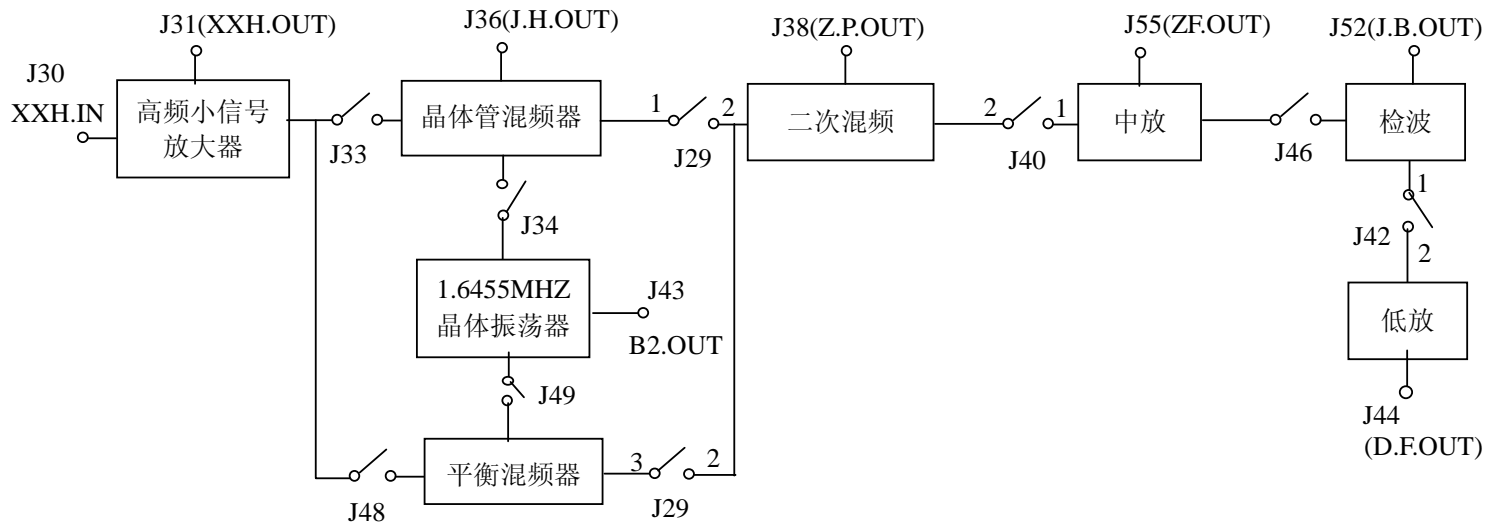 J31(XXH.OUT)
J36(J.H.OUT)
J38(Z.P.OUT)
J55(ZF.OUT)
J52(J.B.OUT)
J30
XXH.IN
高频小信号
放大器
J33
晶体管混频器
1
2
J29
二次混频
2
1
J40
中放
J46
检波
J34
1
J42
2
1.6455MHZ
晶体振荡器
J43
B2.OUT
低放
J49
J44
(D.F.OUT)
J48
平衡混频器
3
2
J29